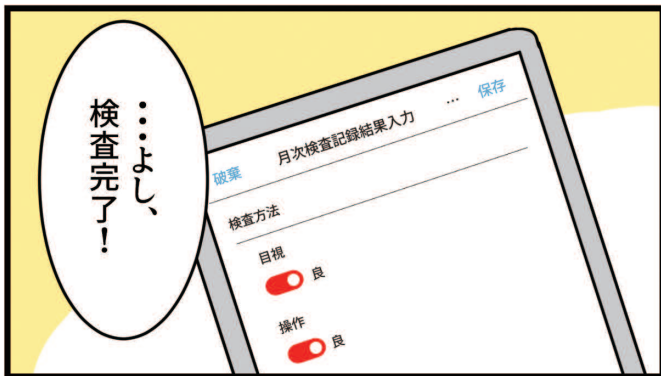 …よし、
検査完了！
破棄
月次検査記録結果入力
…
保存
検査方法
目視
良
操作
良